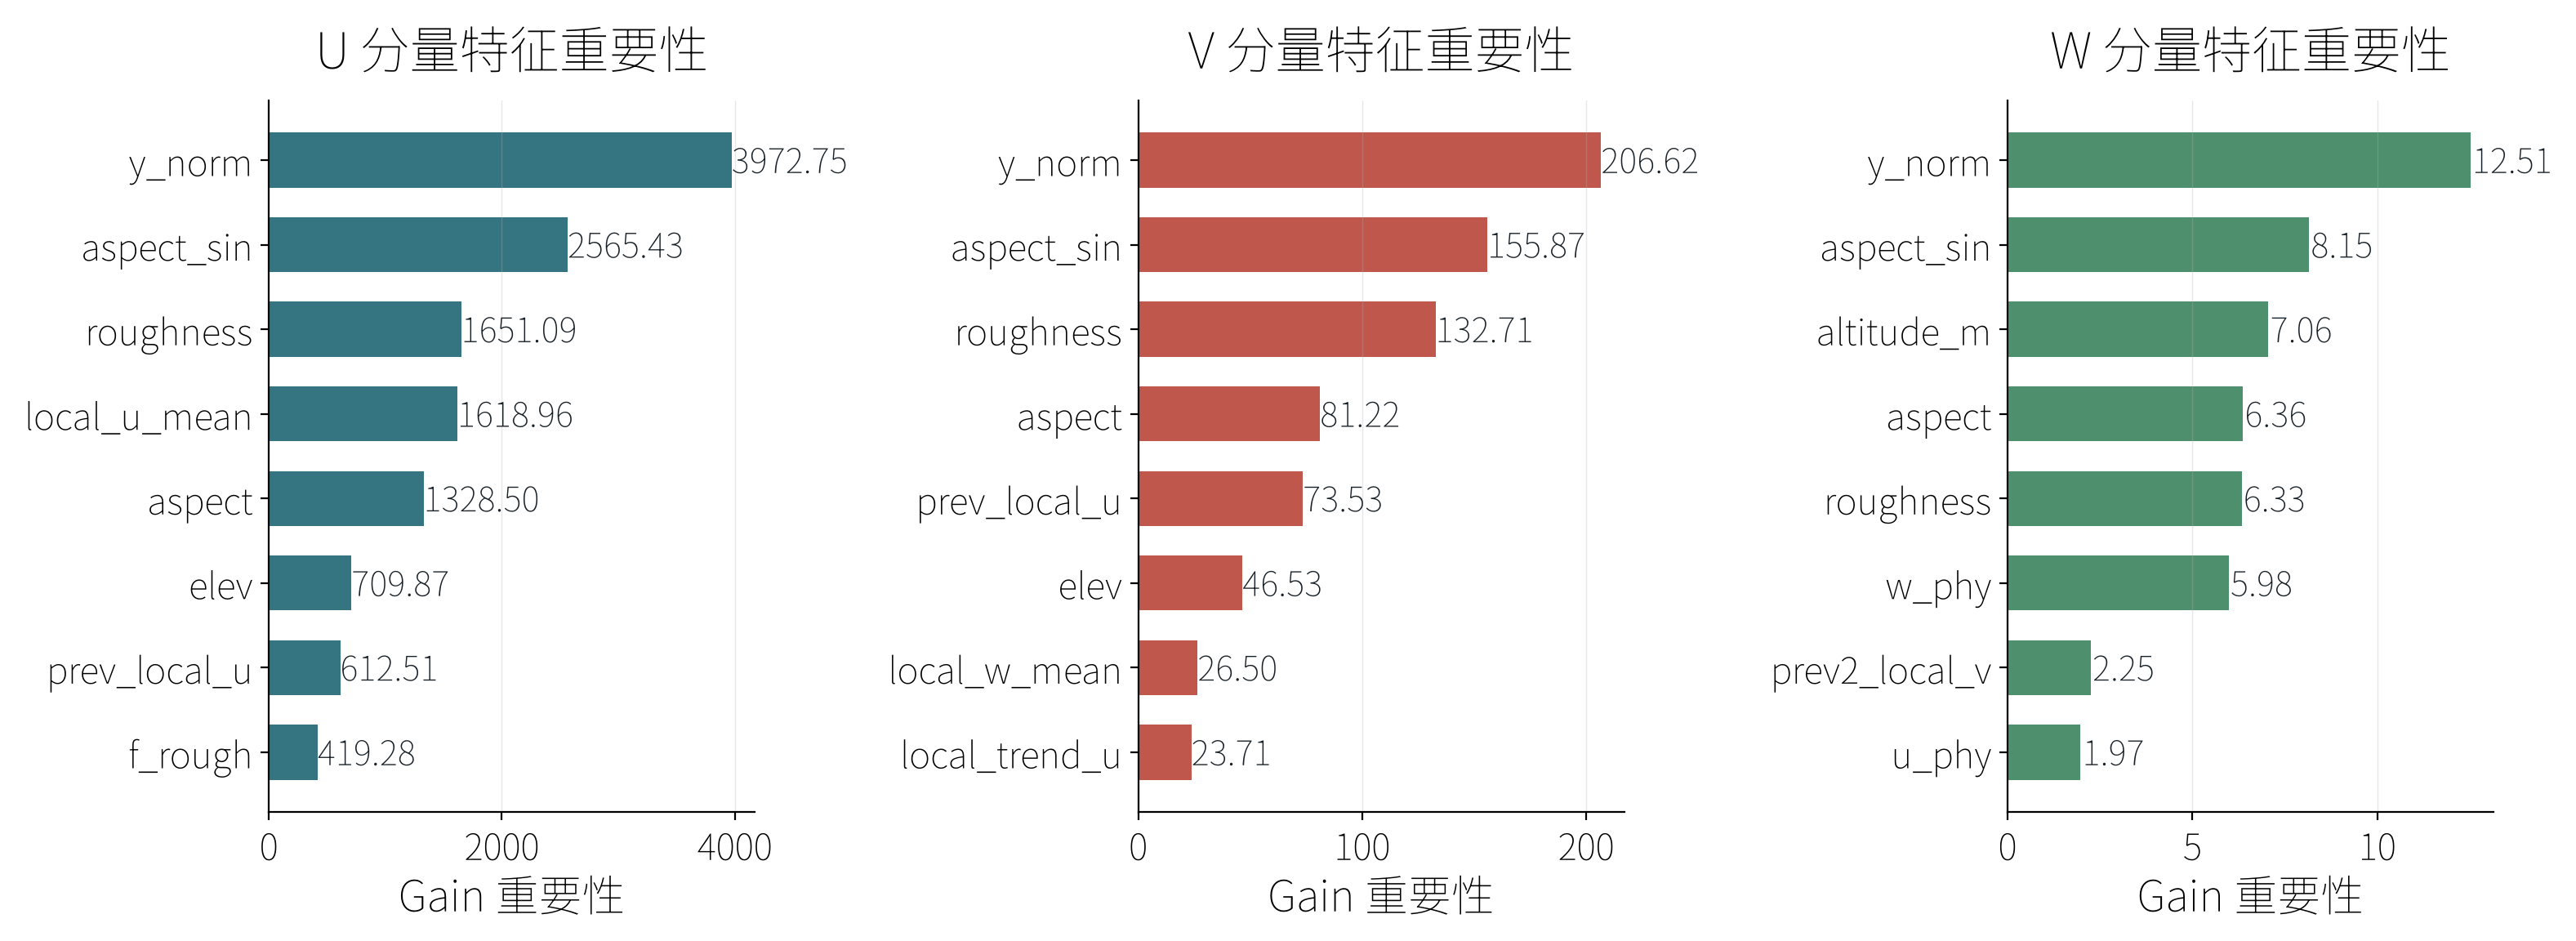 U 分量特征重要性
y_norm
3972.75
aspect_sin
2565.43
roughness
1651.09
local_u_mean
1618.96
aspect
1328.50
elev
709.87
prev_local_u
612.51
f_rough
419.28
0 2000 4000
Gain 重要性
V 分量特征重要性
y_norm
206.62
aspect_sin
155.87
roughness
132.71
aspect
81.22
prev_local_u
73.53
elev
46.53
local_w_mean
26.50
local_trend_u
23.71
0 100 200
Gain 重要性
W 分量特征重要性
y_norm
12.51
aspect_sin
8.15
altitude_m
7.06
aspect
6.36
roughness
6.33
w_phy
5.98
prev2_local_v
2.25
u_phy
1.97
0 5 10
Gain 重要性